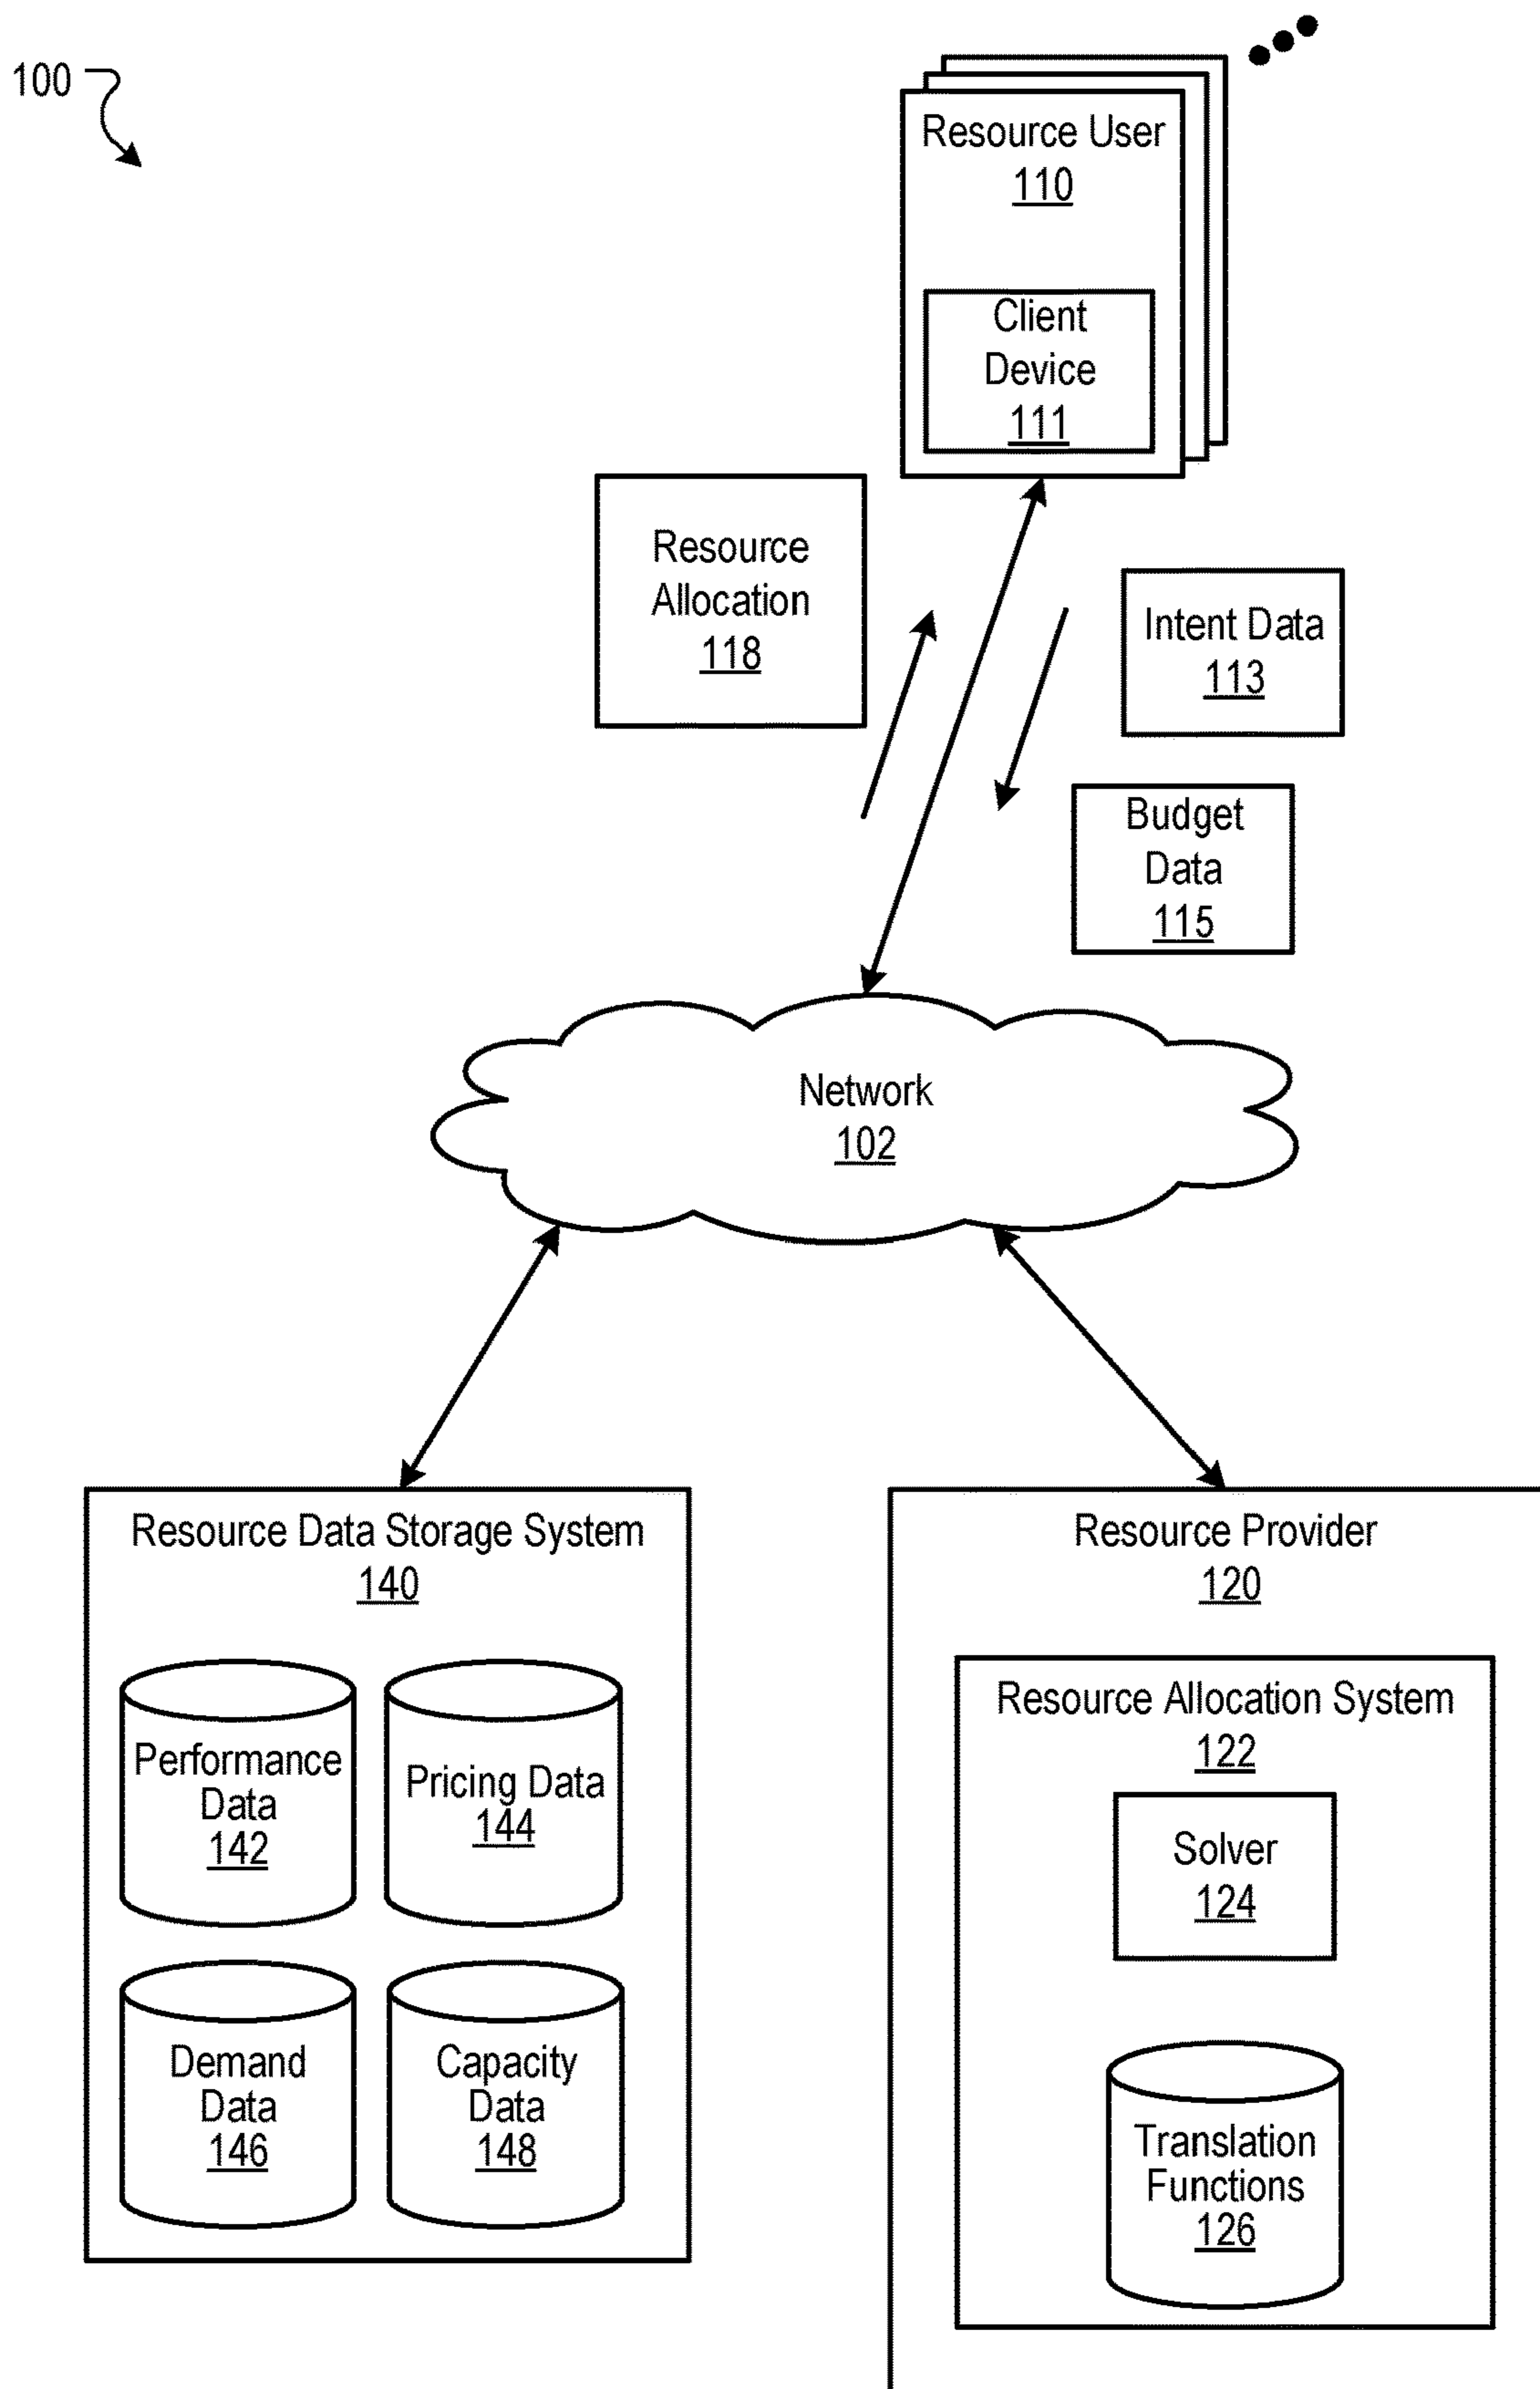 100
Resource User
110
Client
Device
111
Resource
Allocation
118
Intent Data
113
Budget
Data
115
Network
102
Resource Data Storage System
140
Performance
Data
142
Pricing Data
144
Demand
Data
146
Capacity
Data
148
Resource Provider
120
Resource Allocation System
122
Solver
124
Translation
Functions
126